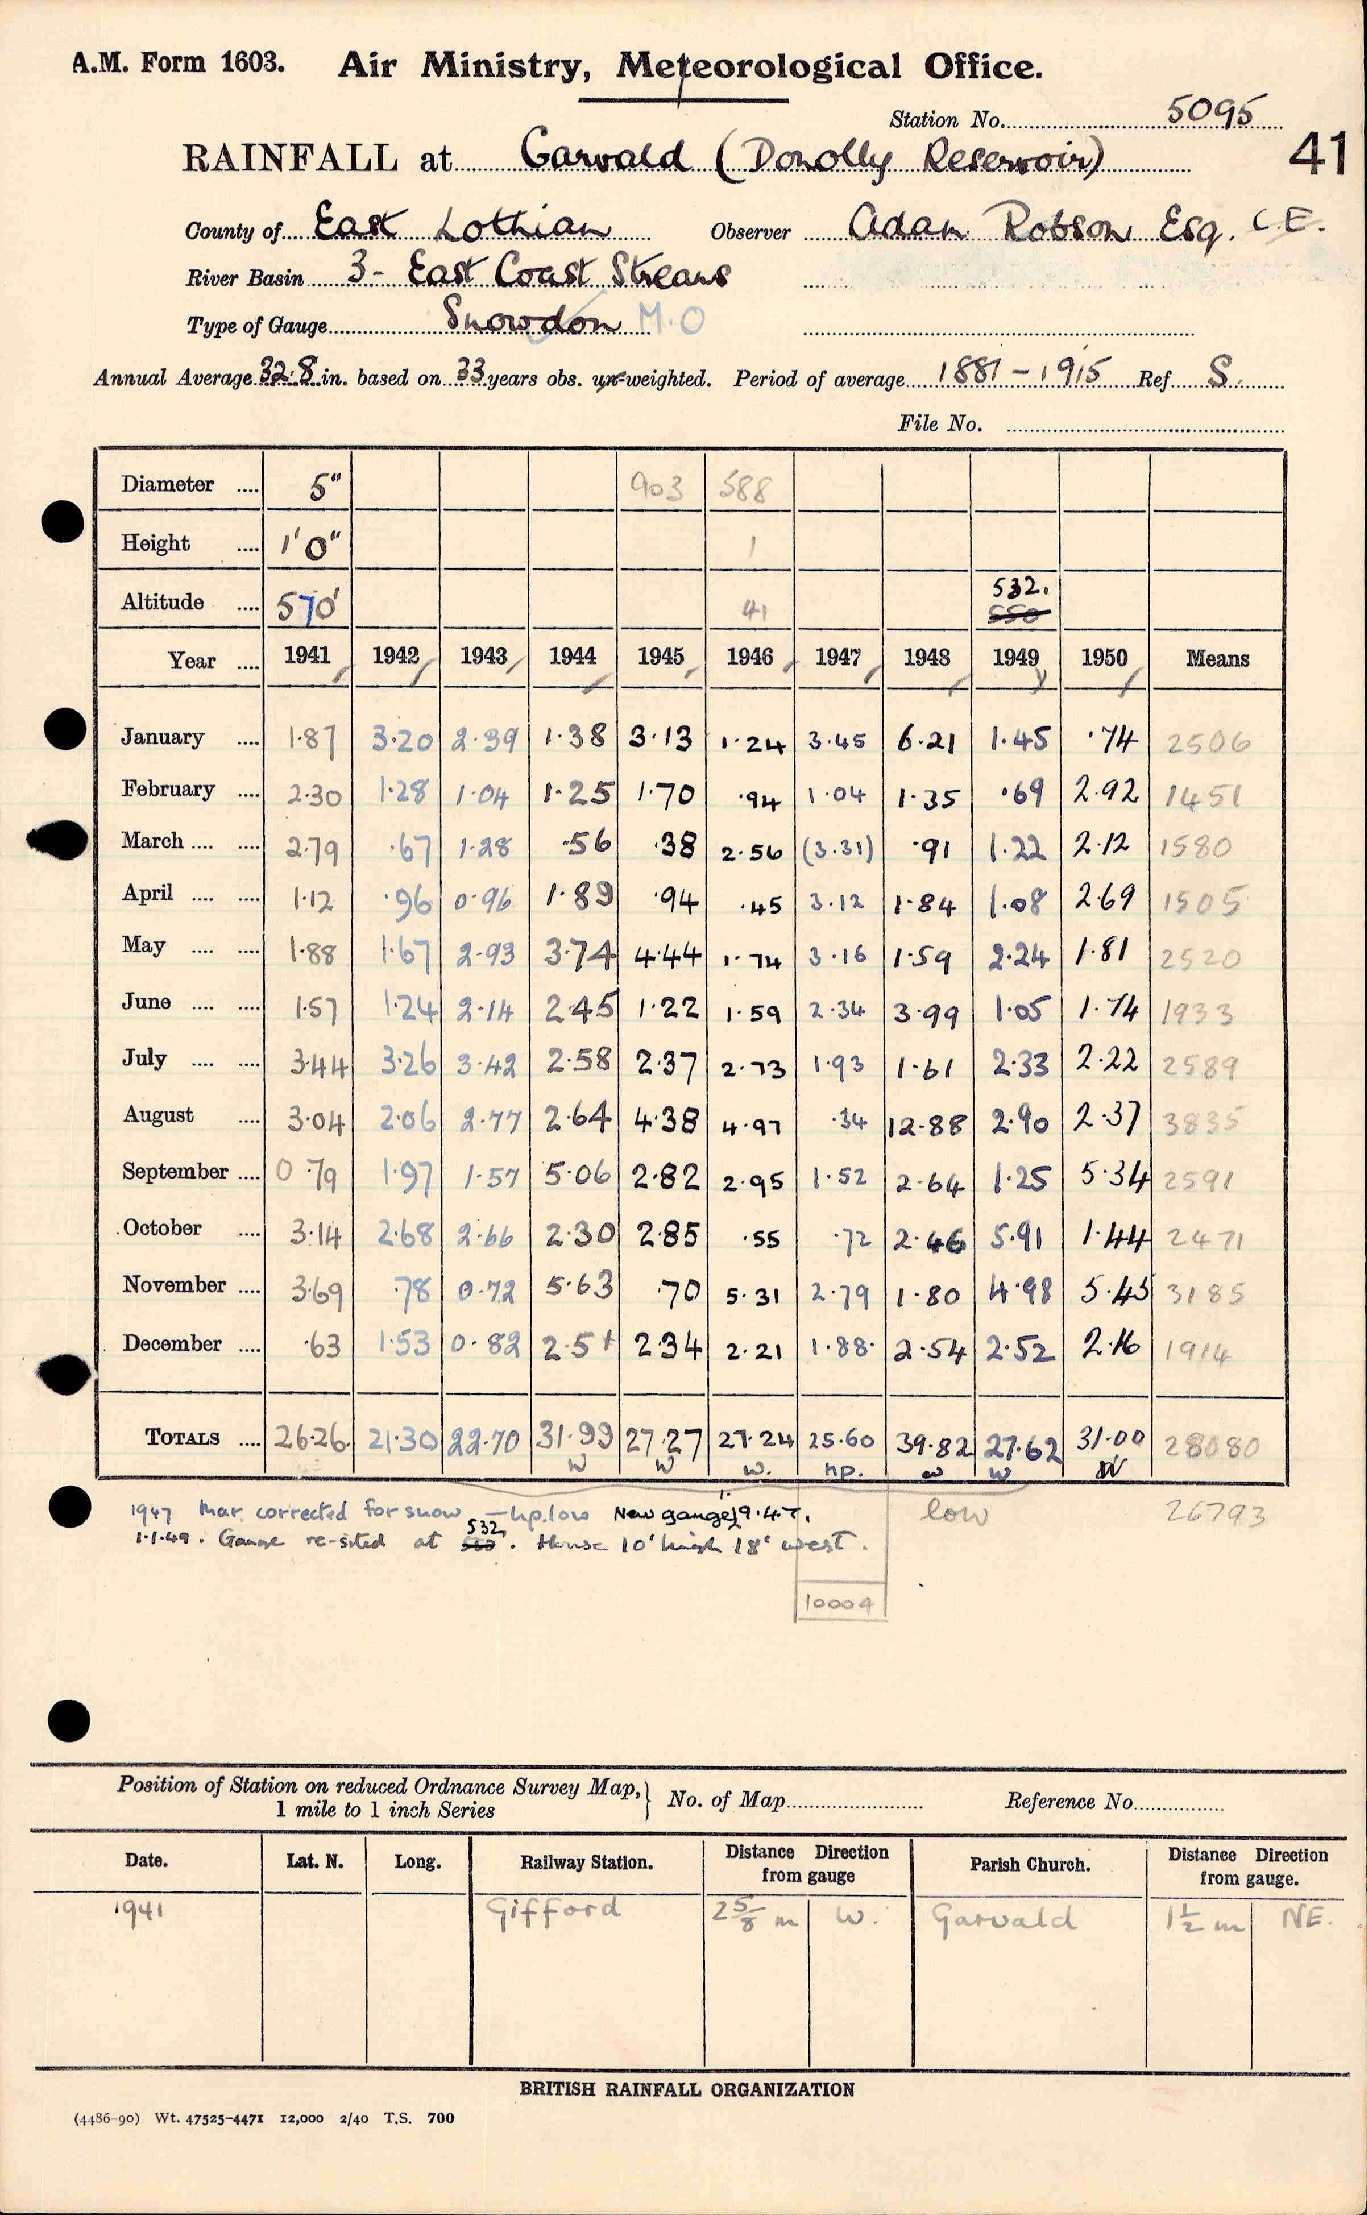 A.M. Form 1603. Air Ministry, Meteorological Office.
Station No. 5095
41
RAINFALL at Garvald (Donolly Reservoir)
County of East Lothian Observer Adam Robson Esq. C.E.
River Basin 3 - East Coast Streams
Type of Gauge Snowdon M.O
Annual Average 32.8 in. based on 33 years obs. un-weighted. Period of average 1881 - 1915 Ref. S.
File No.
Diameter .... 5" 903 588
Height .... 1'0" 1
Altitude .... 570' 41 532. 550
Year .... 1941 1942 1943 1944 1945 1946 1947 1948 1949 1950 Means
January .... 1.87 3.20 2.39 1.38 3.13 1.24 3.45 6.21 1.45 .74 2506
February .... 2.30 1.28 1.04 1.25 1.70 .94 1.04 1.35 .69 2.92 1451
March .... .... 2.79 .67 1.28 .56 .38 2.56 (3.31) .91 1.22 2.12 1580
April .... .... 1.12 .96 0.96 1.89 .94 .45 3.12 1.84 1.08 2.69 1505
May .... .... 1.88 1.67 2.93 3.74 4.44 1.74 3.16 1.59 2.24 1.81 2520
June .... .... 1.57 1.24 2.14 2.45 1.22 1.59 2.34 3.99 1.05 1.74 1933
July .... .... 3.44 3.26 3.42 2.58 2.37 2.73 1.93 1.61 2.33 2.22 2589
August .... 3.04 2.06 2.77 2.64 4.38 4.97 .34 12.88 2.90 2.37 3835
September .... 0.79 1.97 1.57 5.06 2.82 2.95 1.52 2.64 1.25 5.34 2591
October .... 3.14 2.68 2.66 2.30 2.85 .55 .72 2.46 5.91 1.44 2471
November .... 3.69 .78 0.72 5.63 .70 5.31 2.79 1.80 4.98 5.45 3185
December .... .63 1.53 0.82 2.51 2.34 2.21 1.88 2.54 2.52 2.16 1914
TOTALS .... 26.26 21.30 22.70 31.99 27.27 27.24 25.60 39.82 27.62 31.00 28080
W W W. hp. W W W
1947 Mar. corrected for snow - hp. low New gauge 1.9.47. low 26793
1.1.49. Gauge re-sited at 550 532. House 10' high 18' west.
10004
Position of Station on reduced Ordnance Survey Map, 1 mile to 1 inch Series } No. of Map Reference No.
Date. Lat. N. Long. Railway Station. Distance Direction from gauge Parish Church. Distance Direction from gauge.
1941 Gifford 2 5/8 m W. Garvald 1 1/2 m NE.
BRITISH RAINFALL ORGANIZATION
(4486-90) Wt. 47525-4471 12,000 2/40 T.S. 700